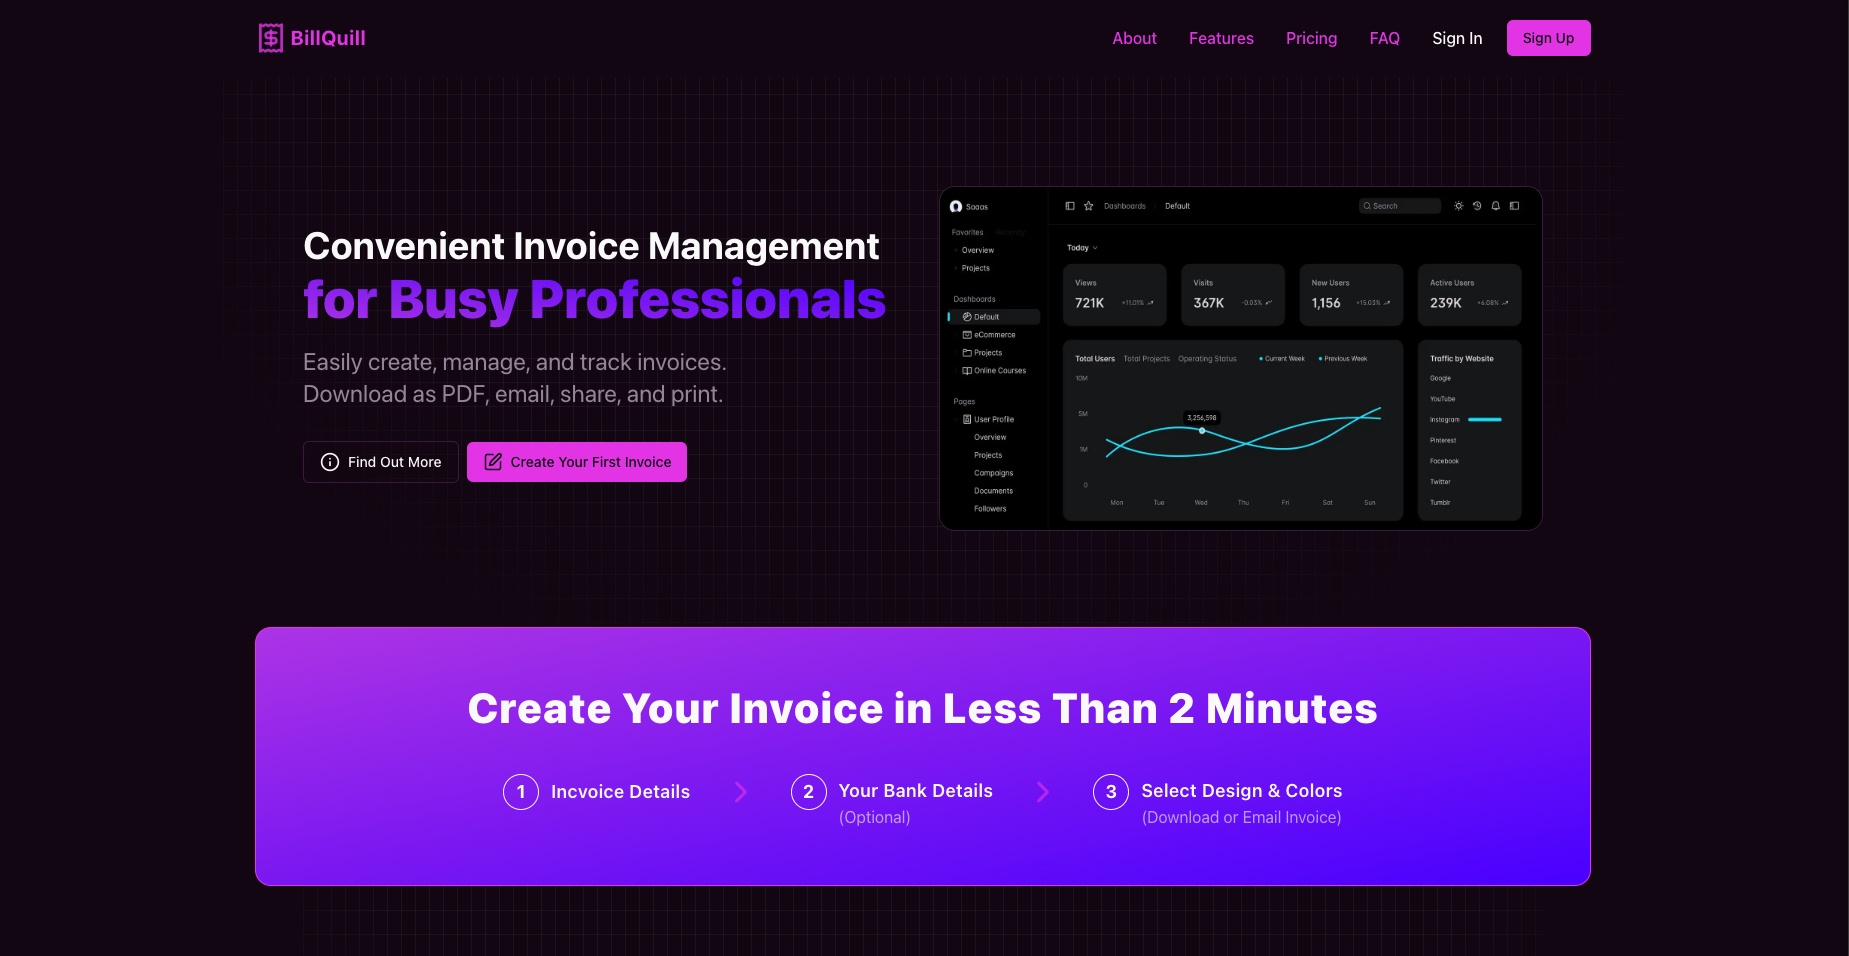 BillQuill
About
Features
Pricing
FAQ
Sign In
Sign Up
Convenient Invoice Management
for Busy Professionals
Easily create, manage, and track invoices.
Download as PDF, email, share, and print.
Find Out More
Create Your First Invoice
Saaas
Dashboards
Default
Search
Favorites
Recently
Overview
Projects
Dashboards
Default
eCommerce
Projects
Online Courses
Pages
User Profile
Overview
Projects
Campaigns
Documents
Followers
Today
Views
721K
+11.01%
Visits
367K
-0.03%
New Users
1,156
+15.03%
Active Users
239K
+6.08%
Total Users
Total Projects
Operating Status
Current Week
Previous Week
10M
5M
1M
0
3,256,598
Mon
Tue
Wed
Thu
Fri
Sat
Sun
Traffic by Website
Google
YouTube
Instagram
Pinterest
Facebook
Twitter
Tumblr
Create Your Invoice in Less Than 2 Minutes
1
Incvoice Details
2
Your Bank Details
(Optional)
3
Select Design & Colors
(Download or Email Invoice)